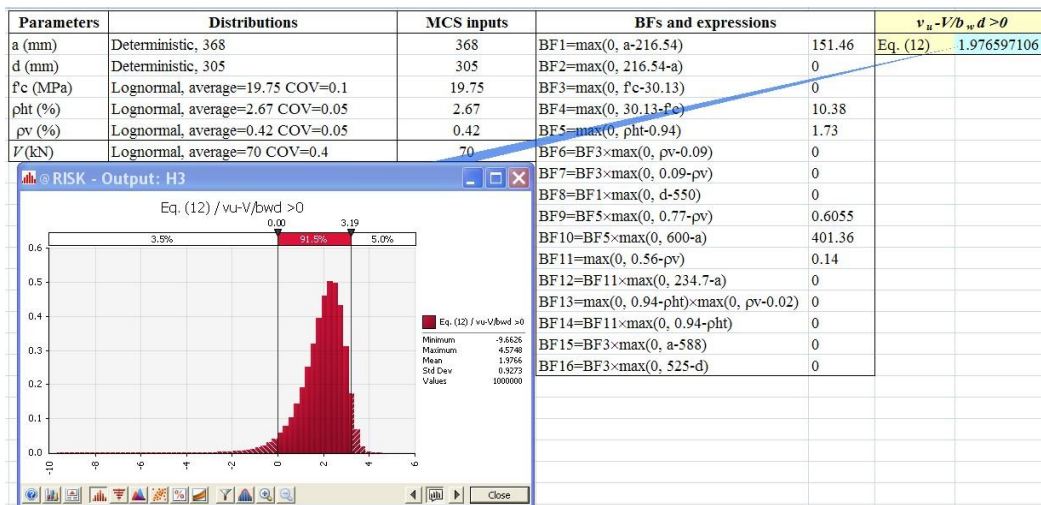 Parameters Distributions MCS inputs BFs and expressions vu-V/bwd >0
a (mm) Deterministic, 368 368 BF1=max(0, a-216.54) 151.46 Eq. (12) 1.976597106
d (mm) Deterministic, 305 305 BF2=max(0, 216.54-a) 0
f'c (MPa) Lognormal, average=19.75 COV=0.1 19.75 BF3=max(0, f'c-30.13) 0
ρht (%) Lognormal, average=2.67 COV=0.05 2.67 BF4=max(0, 30.13-f'c) 10.38
ρv (%) Lognormal, average=0.42 COV=0.05 0.42 BF5=max(0, ρht-0.94) 1.73
V(kN) Lognormal, average=70 COV=0.4 70 BF6=BF3×max(0, ρv-0.09) 0
BF7=BF3×max(0, 0.09-ρv) 0
BF8=BF1×max(0, d-550) 0
BF9=BF5×max(0, 0.77-ρv) 0.6055
BF10=BF5×max(0, 600-a) 401.36
BF11=max(0, 0.56-ρv) 0.14
BF12=BF11×max(0, 234.7-a) 0
BF13=max(0, 0.94-ρht)×max(0, ρv-0.02) 0
BF14=BF11×max(0, 0.94-ρht) 0
BF15=BF3×max(0, a-588) 0
BF16=BF3×max(0, 525-d) 0
@RISK - Output: H3
Eq. (12) / vu-V/bwd >0
0.00 3.19
3.5% 91.5% 5.0%
0.6
0.5
0.4
0.3
0.2
0.1
0.0
-10 -8 -6 -4 -2 0 2 4 6
Eq. (12) / vu-V/bwd >0
Minimum -9.6626
Maximum 4.5748
Mean 1.9766
Std Dev 0.9273
Values 1000000
Close